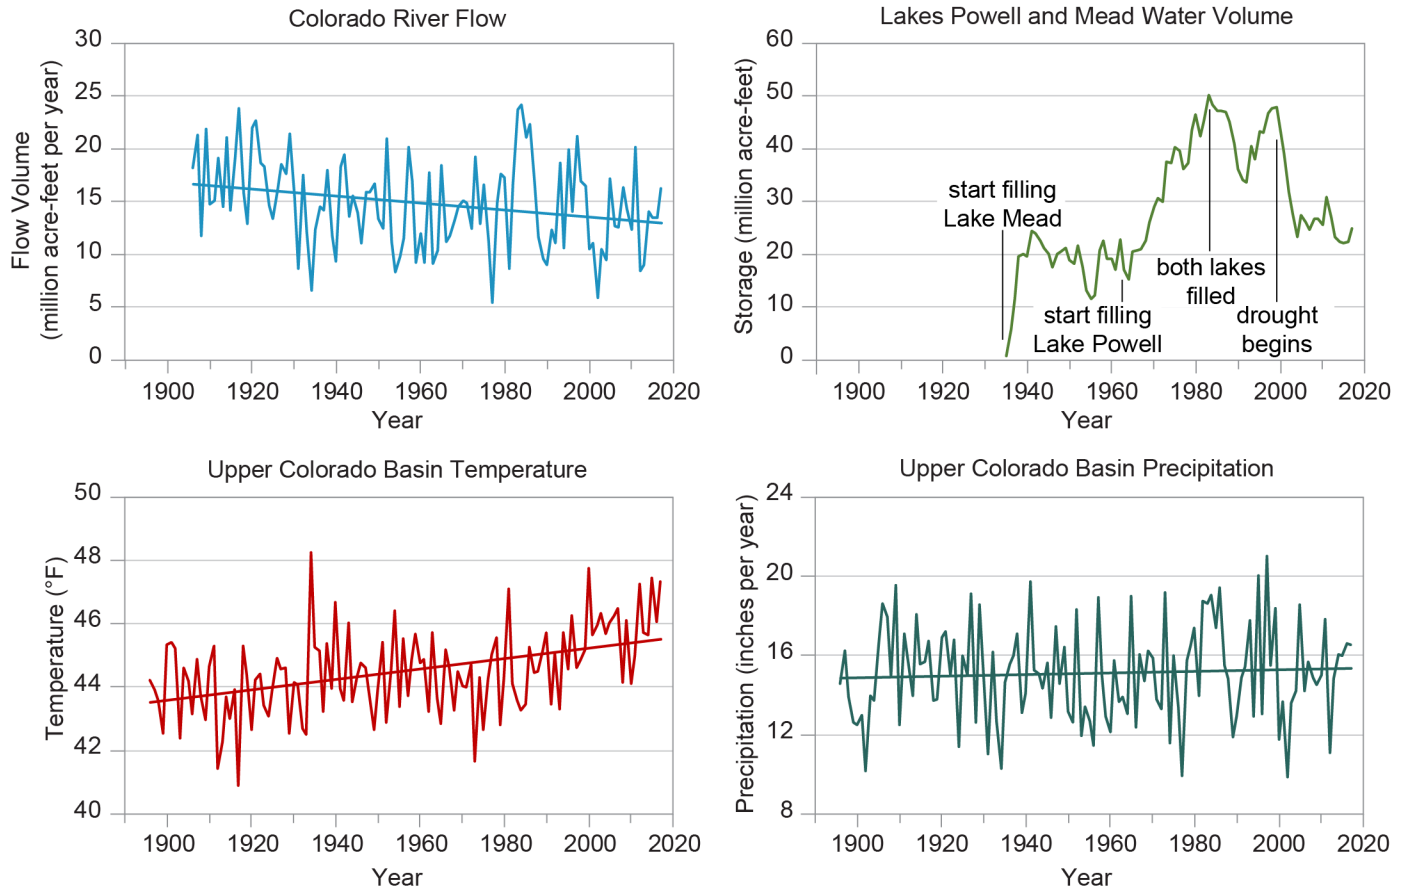 Colorado River Flow
30
25
20
15
10
5
0
Flow Volume
(million acre-feet per year)
1900
1920
1940
1960
1980
2000
2020
Year
Lakes Powell and Mead Water Volume
60
50
40
30
20
10
0
Storage (million acre-feet)
start filling
Lake Mead
start filling
Lake Powell
both lakes
filled
drought
begins
1900
1920
1940
1960
1980
2000
2020
Year
Upper Colorado Basin Temperature
50
48
46
44
42
40
Temperature (°F)
1900
1920
1940
1960
1980
2000
2020
Year
Upper Colorado Basin Precipitation
24
20
16
12
8
Precipitation (inches per year)
1900
1920
1940
1960
1980
2000
2020
Year